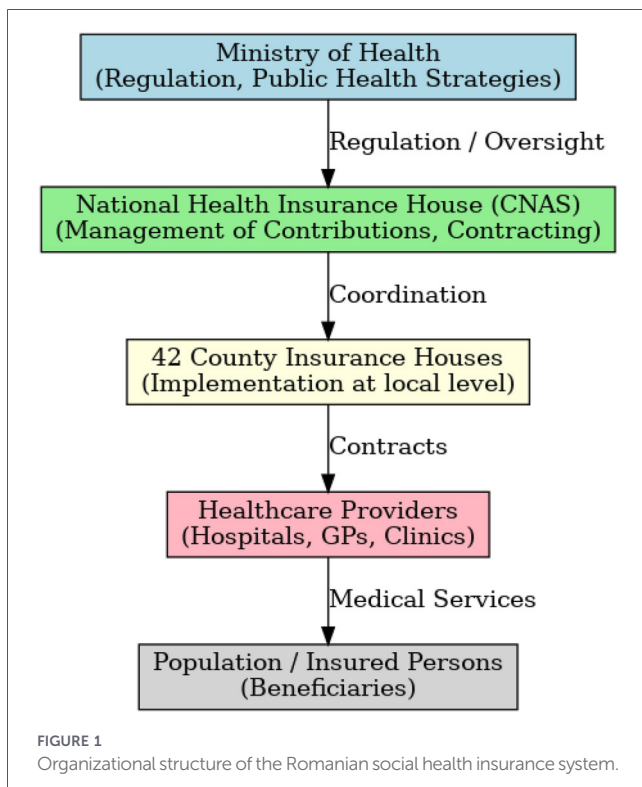 Ministry of Health
(Regulation, Public Health Strategies)
Regulation / Oversight
National Health Insurance House (CNAS)
(Management of Contributions, Contracting)
Coordination
42 County Insurance Houses
(Implementation at local level)
Contracts
Healthcare Providers
(Hospitals, GPs, Clinics)
Medical Services
Population / Insured Persons
(Beneficiaries)
FIGURE 1
Organizational structure of the Romanian social health insurance system.